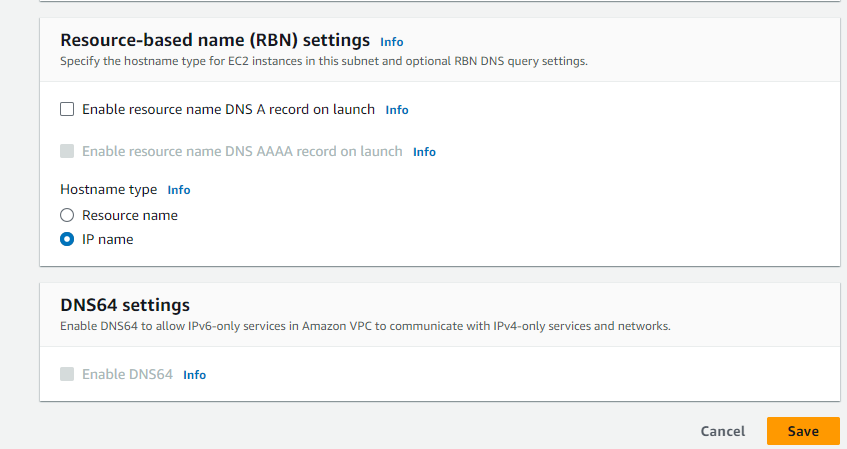 Resource-based name (RBN) settings Info
Specify the hostname type for EC2 instances in this subnet and optional RBN DNS query settings.
Enable resource name DNS A record on launch Info
Enable resource name DNS AAAA record on launch Info
Hostname type Info
Resource name
IP name
DNS64 settings
Enable DNS64 to allow IPv6-only services in Amazon VPC to communicate with IPv4-only services and networks.
Enable DNS64 Info
Cancel Save